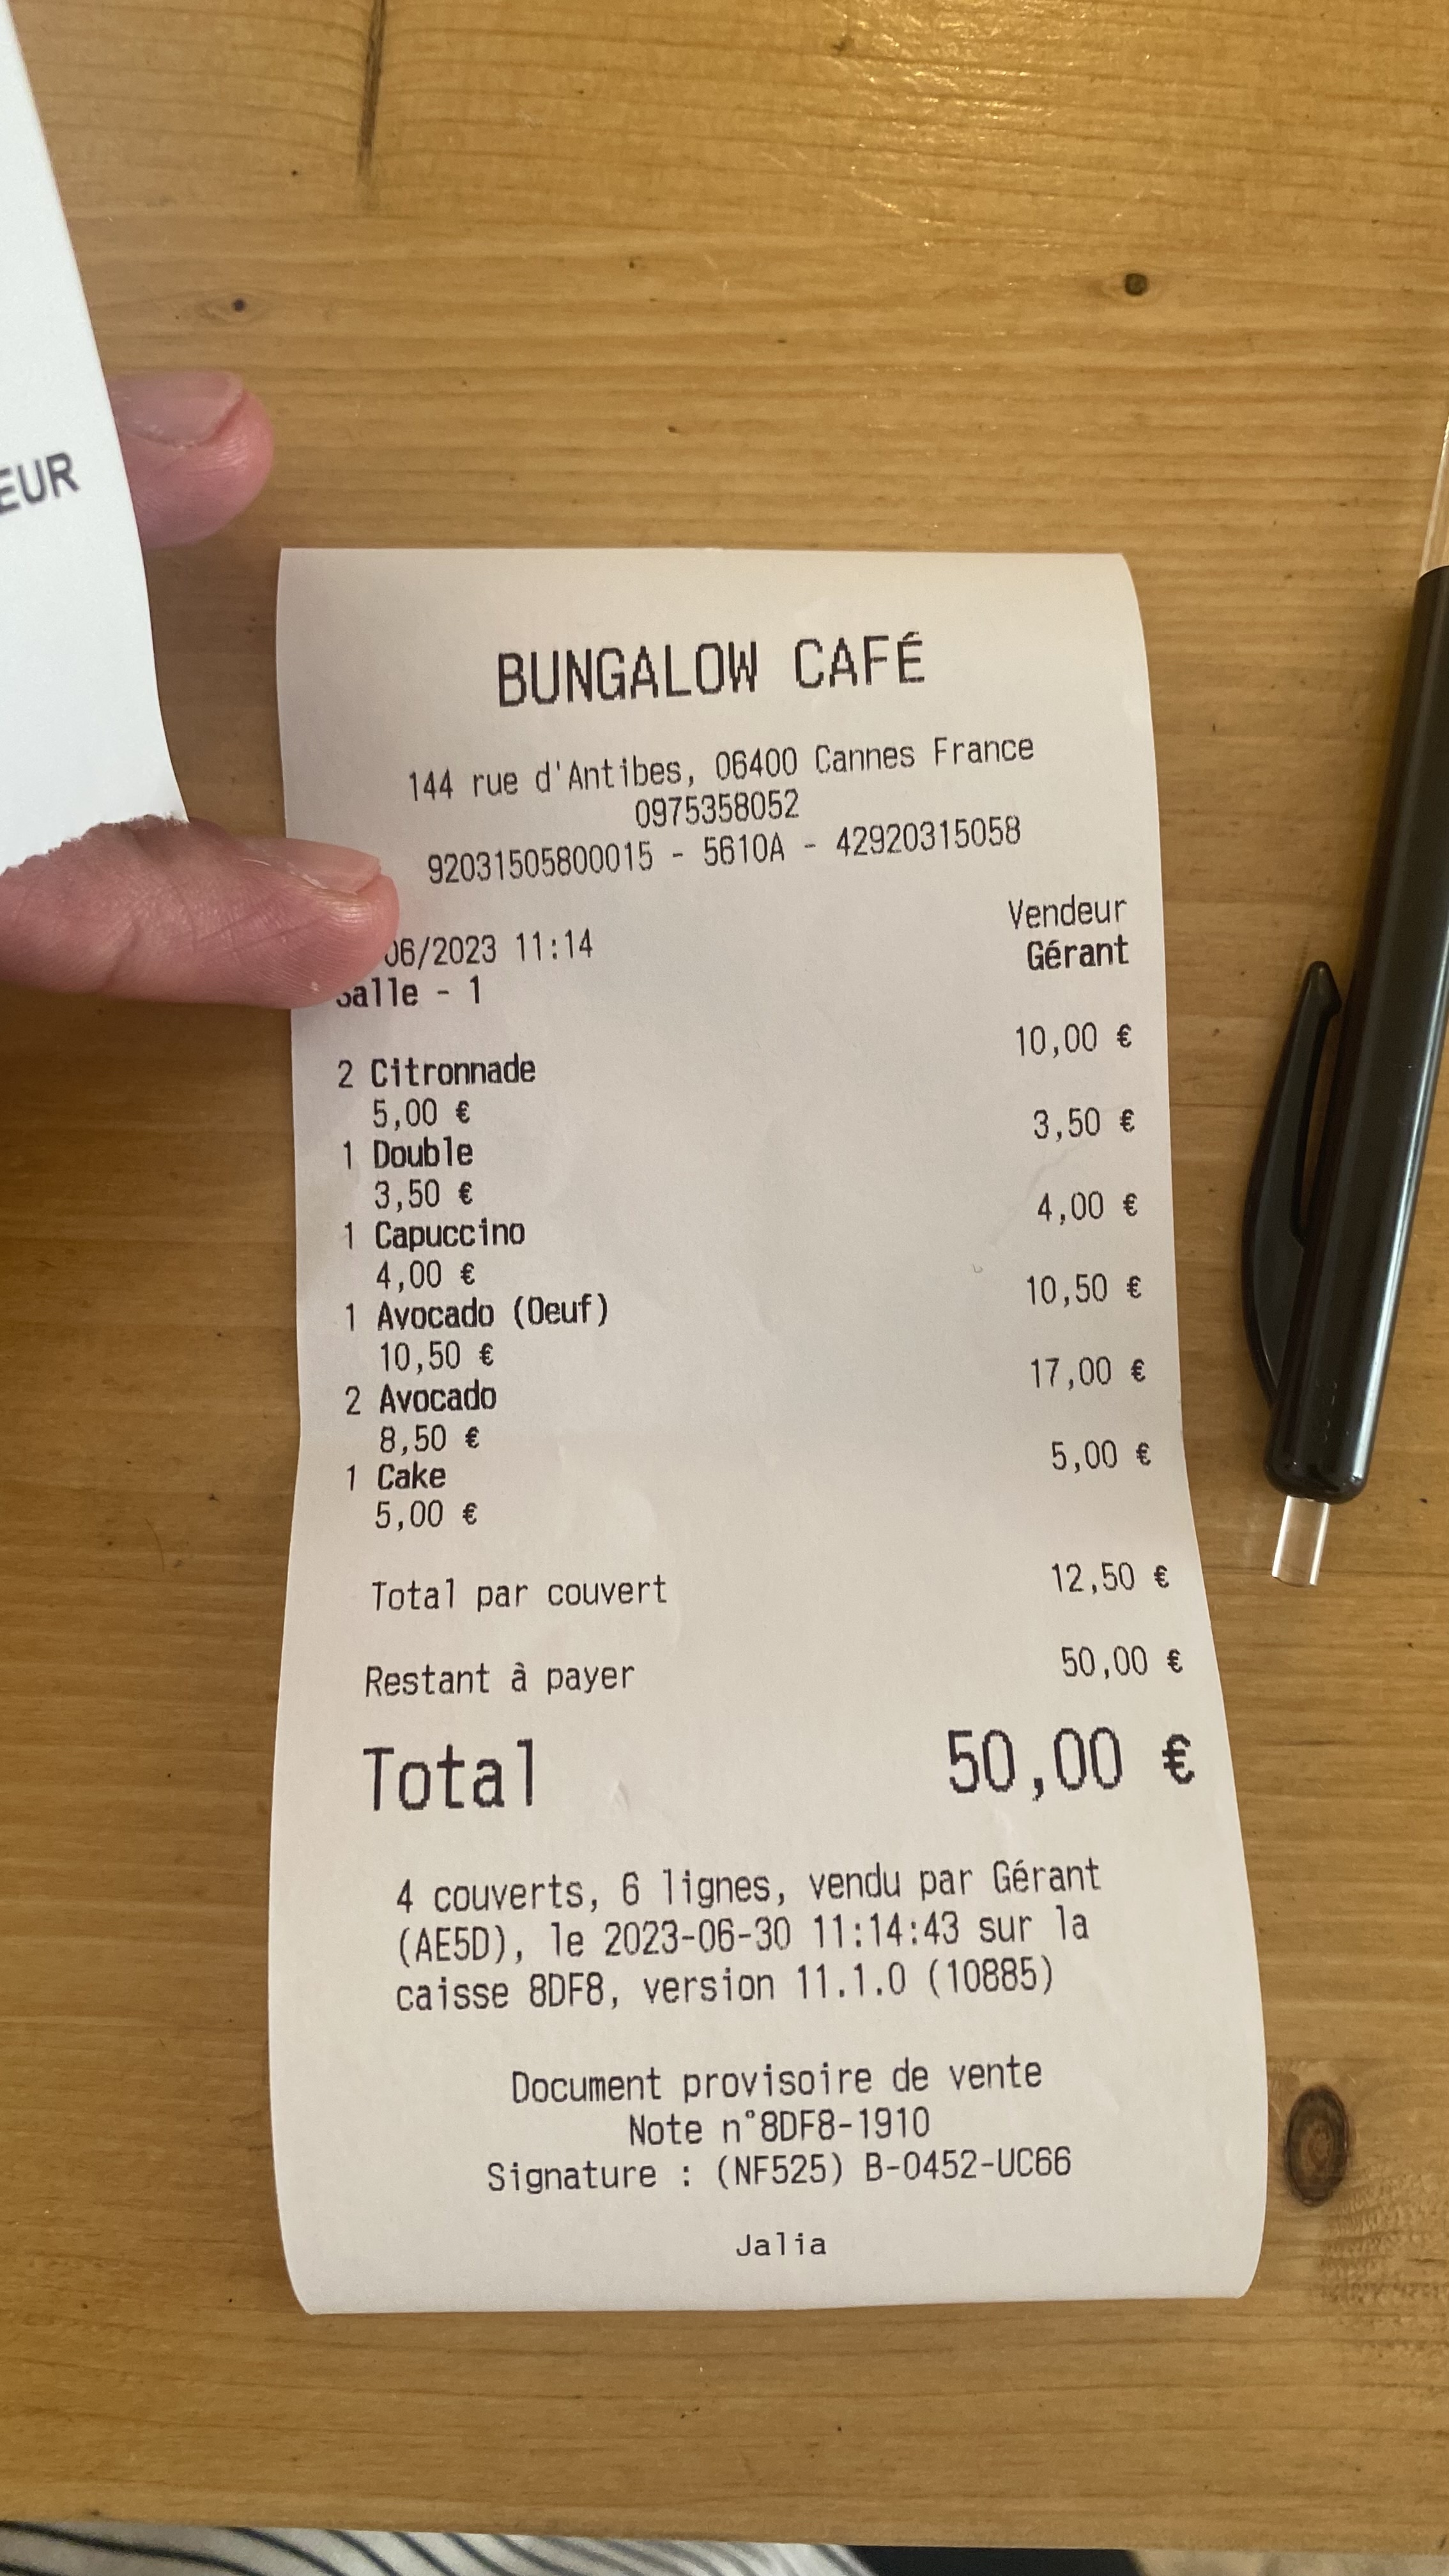 EUR
BUNGALOW CAFÉ
144 rue d'Antibes, 06400 Cannes France
0975358052
92031505800015 - 5610A - 42920315058
Vendeur
06/2023 11:14
Gérant
Salle - 1
2 Citronnade 10,00 €
5,00 €
1 Double 3,50 €
3,50 €
1 Capuccino 4,00 €
4,00 €
1 Avocado (Oeuf) 10,50 €
10,50 €
2 Avocado 17,00 €
8,50 €
1 Cake 5,00 €
5,00 €
Total par couvert 12,50 €
Restant à payer 50,00 €
Total 50,00 €
4 couverts, 6 lignes, vendu par Gérant
(AE5D), le 2023-06-30 11:14:43 sur la
caisse 8DF8, version 11.1.0 (10885)
Document provisoire de vente
Note n°8DF8-1910
Signature : (NF525) B-0452-UC66
Jalia